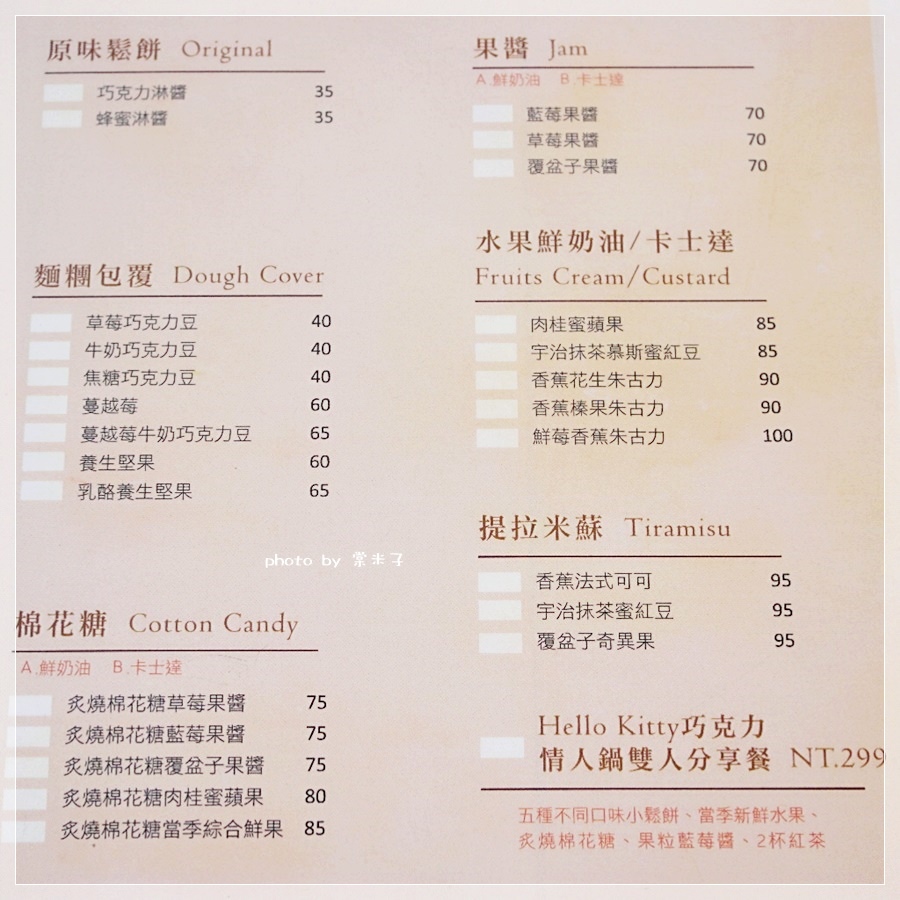 原味鬆餅 Original
巧克力淋醬 35
蜂蜜淋醬 35
麵糰包覆 Dough Cover
草莓巧克力豆 40
牛奶巧克力豆 40
焦糖巧克力豆 40
蔓越莓 60
蔓越莓牛奶巧克力豆 65
養生堅果 60
乳酪養生堅果 65
棉花糖 Cotton Candy
A.鮮奶油 B.卡士達
炙燒棉花糖草莓果醬 75
炙燒棉花糖藍莓果醬 75
炙燒棉花糖覆盆子果醬 75
炙燒棉花糖肉桂蜜蘋果 80
炙燒棉花糖當季綜合鮮果 85
果醬 Jam
A.鮮奶油 B.卡士達
藍莓果醬 70
草莓果醬 70
覆盆子果醬 70
水果鮮奶油/卡士達
Fruits Cream/Custard
肉桂蜜蘋果 85
宇治抹茶慕斯蜜紅豆 85
香蕉花生朱古力 90
香蕉榛果朱古力 90
鮮莓香蕉朱古力 100
提拉米蘇 Tiramisu
香蕉法式可可 95
宇治抹茶蜜紅豆 95
覆盆子奇異果 95
Hello Kitty巧克力
情人鍋雙人分享餐 NT.299
五種不同口味小鬆餅、當季新鮮水果、
炙燒棉花糖、果粒藍莓醬、2杯紅茶
photo by 棠半子